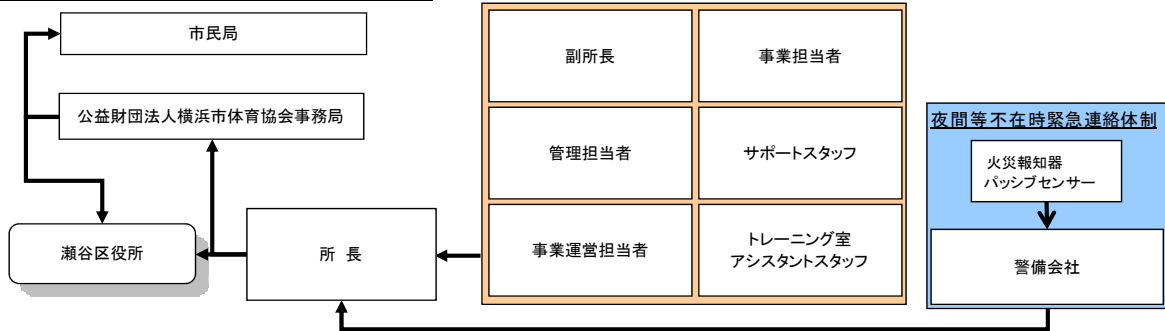 市民局
公益財団法人横浜市体育協会事務局
瀬谷区役所
所 長
副所長
事業担当者
管理担当者
サポートスタッフ
事業運営担当者
トレーニング室
アシスタントスタッフ
夜間等不在時緊急連絡体制
火災報知器
パッシブセンサー
警備会社